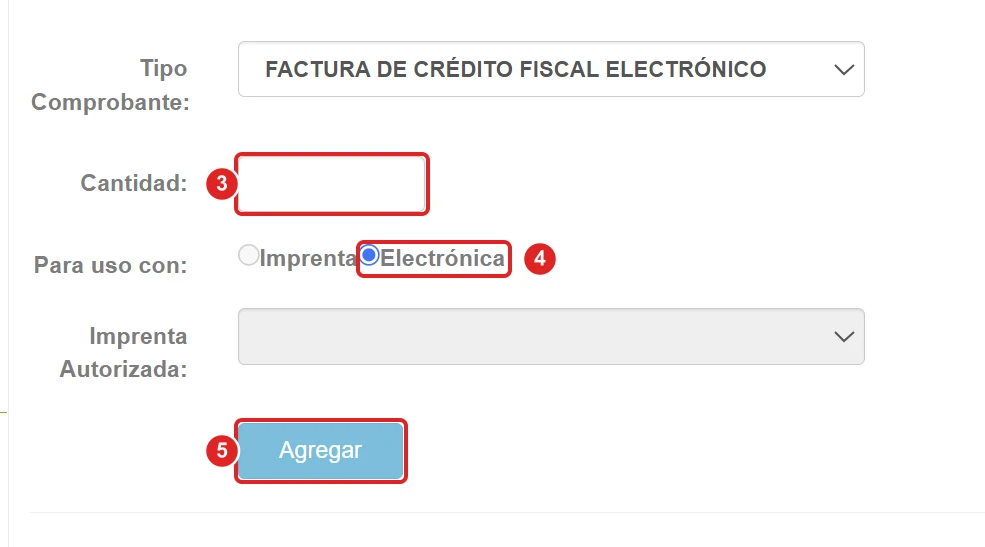 Tipo
Comprobante:
FACTURA DE CRÉDITO FISCAL ELECTRÓNICO
Cantidad:
3
Para uso con:
Imprenta Electrónica
4
Imprenta
Autorizada:
5
Agregar